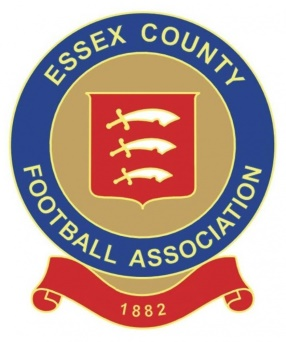 ESSEX COUNTY
FOOTBALL ASSOCIATION
1882